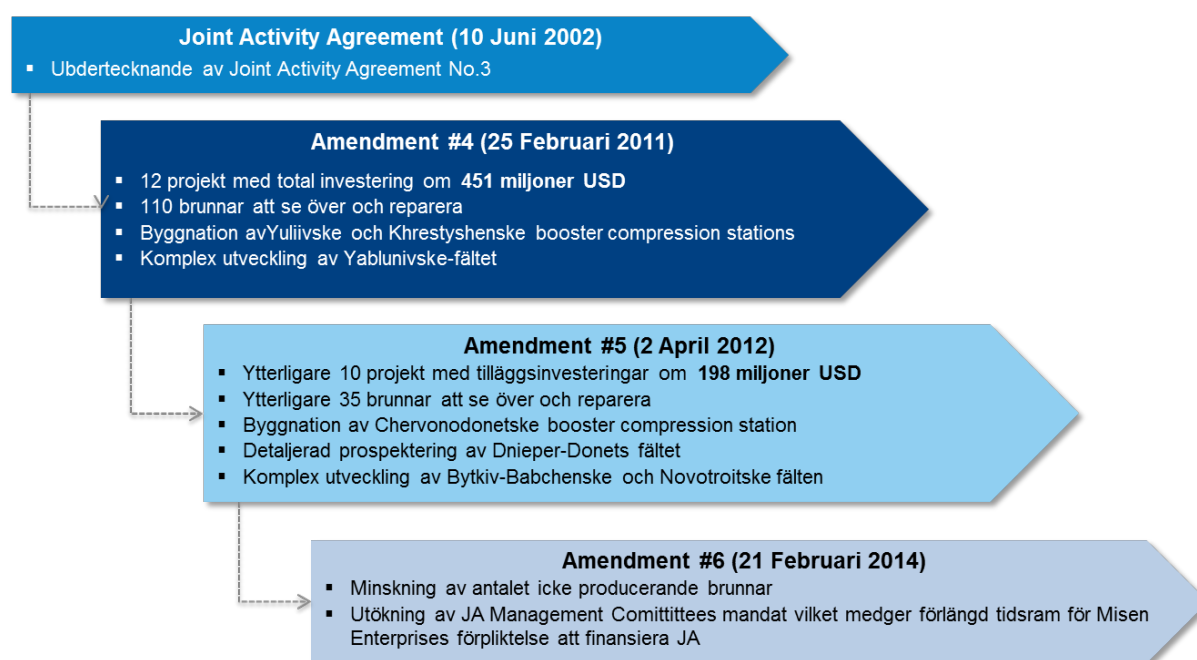 Joint Activity Agreement (10 Juni 2002)
▪ Ubdertecknande av Joint Activity Agreement No.3
Amendment #4 (25 Februari 2011)
▪ 12 projekt med total investering om 451 miljoner USD
▪ 110 brunnar att se över och reparera
▪ Byggnation avYuliivske och Khrestyshenske booster compression stations
▪ Komplex utveckling av Yablunivske-fältet
Amendment #5 (2 April 2012)
▪ Ytterligare 10 projekt med tilläggsinvesteringar om 198 miljoner USD
▪ Ytterligare 35 brunnar att se över och reparera
▪ Byggnation av Chervonodonetske booster compression station
▪ Detaljerad prospektering av Dnieper-Donets fältet
▪ Komplex utveckling av Bytkiv-Babchenske och Novotroitske fälten
Amendment #6 (21 Februari 2014)
▪ Minskning av antalet icke producerande brunnar
▪ Utökning av JA Management Comittittees mandat vilket medger förlängd tidsram för Misen
Enterprises förpliktelse att finansiera JA